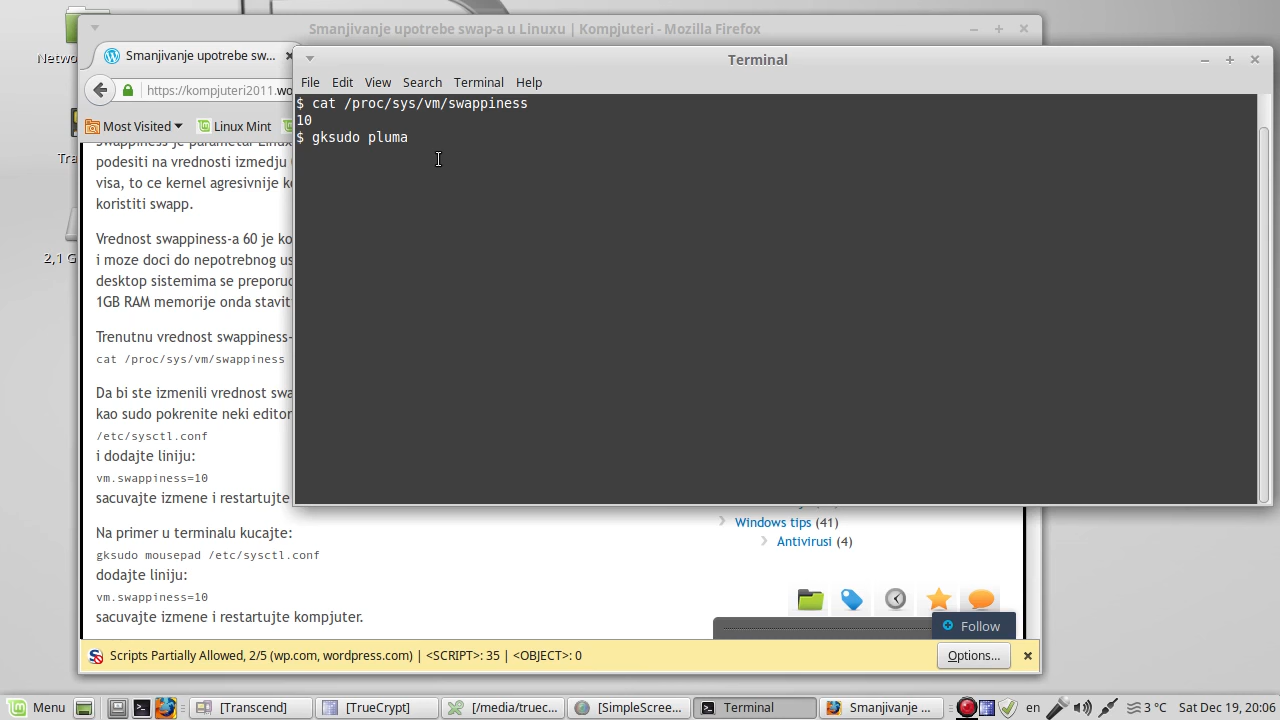 Smanjivanje upotrebe swap-a u Linuxu | Kompjuteri - Mozilla Firefox
Smanjivanje upotrebe sw...
https://kompjuteri2011.wo
Most Visited
Linux Mint
Terminal
File Edit View Search Terminal Help
$ cat /proc/sys/vm/swappiness
10
$ gksudo pluma
podesiti na vrednosti izmedju
visa, to ce kernel agresivnije
koristiti swapp.
Vrednost swappiness-a 60 je
i moze doci do nepotrebnog
desktop sistemima se
1GB RAM memorije onda
Trenutnu vrednost swappiness-
cat /proc/sys/vm/swappiness
Da bi ste izmenili vrednost
kao sudo pokrenite neki editor
/etc/sysctl.conf
i dodajte liniju:
vm.swappiness=10
sacuvajte izmene i restartujte
Na primer u terminalu kucajte:
gksudo mousepad /etc/sysctl.conf
dodajte liniju:
vm.swappiness=10
sacuvajte izmene i restartujte kompjuter.
Windows tips (41)
Antivirusi (4)
Follow
Scripts Partially Allowed, 2/5 (wp.com, wordpress.com) | <SCRIPT>: 35 | <OBJECT>: 0
Options...
Netwo
Tra
2,1 G
Menu
[Transcend]
[TrueCrypt]
[/media/truec...
[SimpleScree...
Terminal
Smanjivanje ...
en
3 °C
Sat Dec 19, 20:06